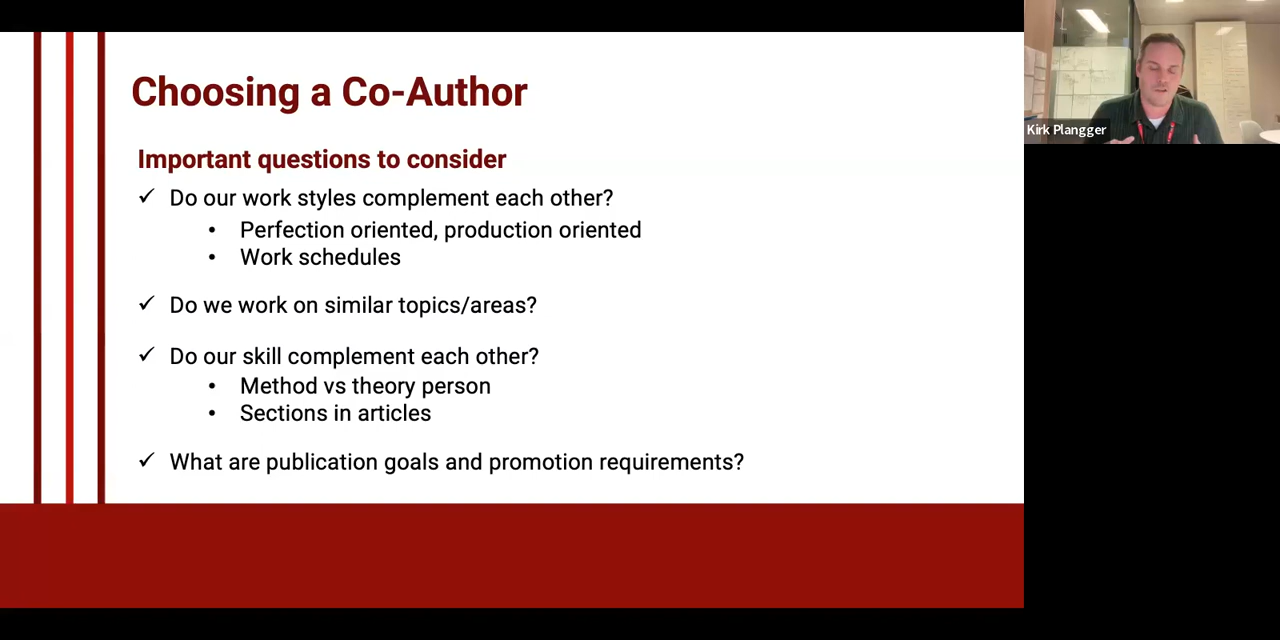 Choosing a Co-Author
Important questions to consider
✓ Do our work styles complement each other?
• Perfection oriented, production oriented
• Work schedules
✓ Do we work on similar topics/areas?
✓ Do our skill complement each other?
• Method vs theory person
• Sections in articles
✓ What are publication goals and promotion requirements?
Kirk Plangger